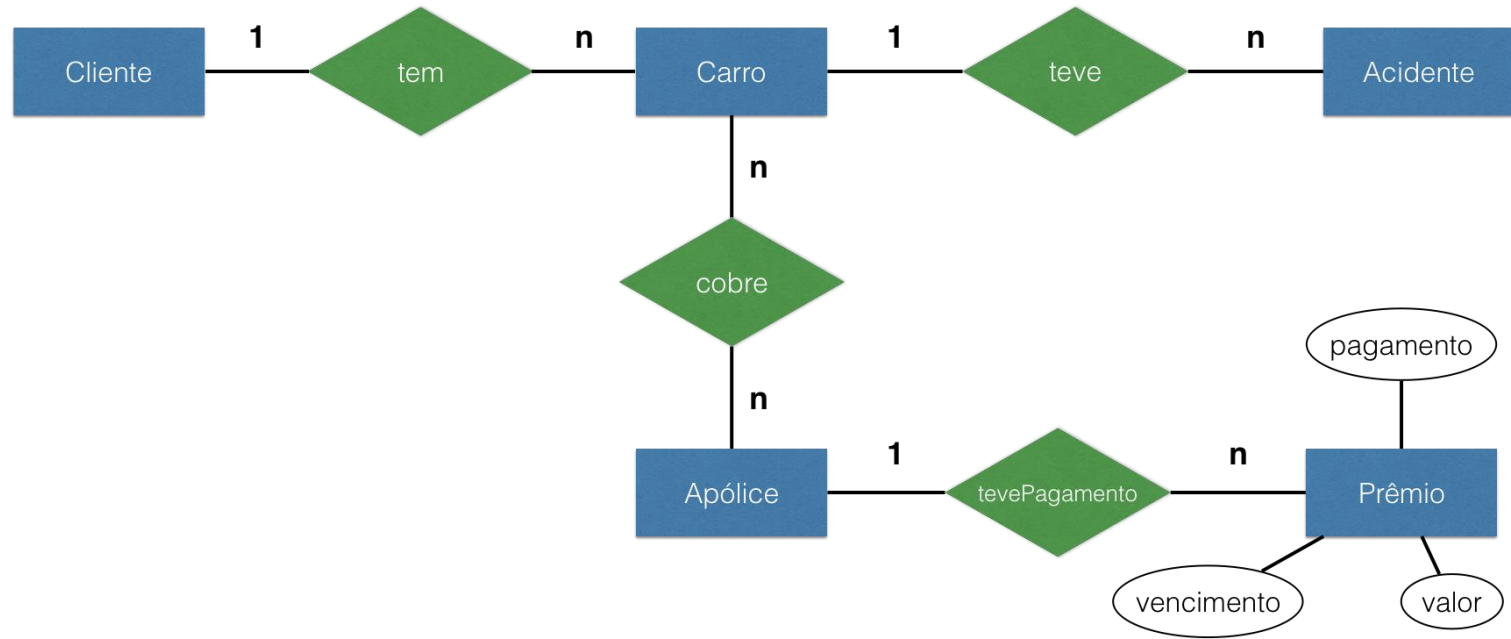 Cliente
1
tem
n
Carro
1
teve
n
Acidente
n
cobre
n
Apólice
1
tevePagamento
n
Prêmio
pagamento
vencimento
valor